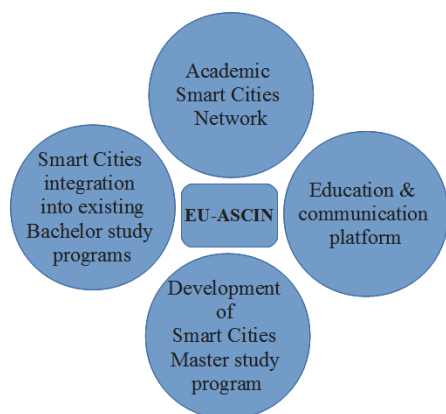 Academic
Smart Cities
Network
Smart Cities
integration
into existing
Bachelor study
programs
EU-ASCIN
Education &
communication
platform
Development
of
Smart Cities
Master study
program